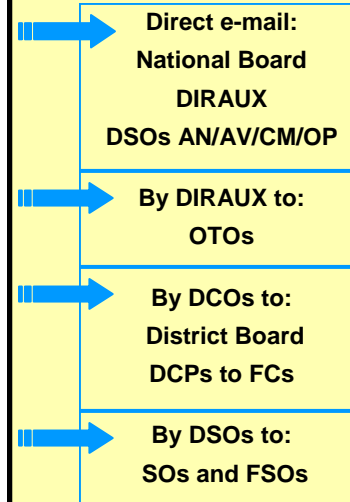 Direct e-mail:
National Board
DIRAUX
DSOs AN/AV/CM/OP
By DIRAUX to:
OTOs
By DCOs to:
District Board
DCPs to FCs
By DSOs to:
SOs and FSOs